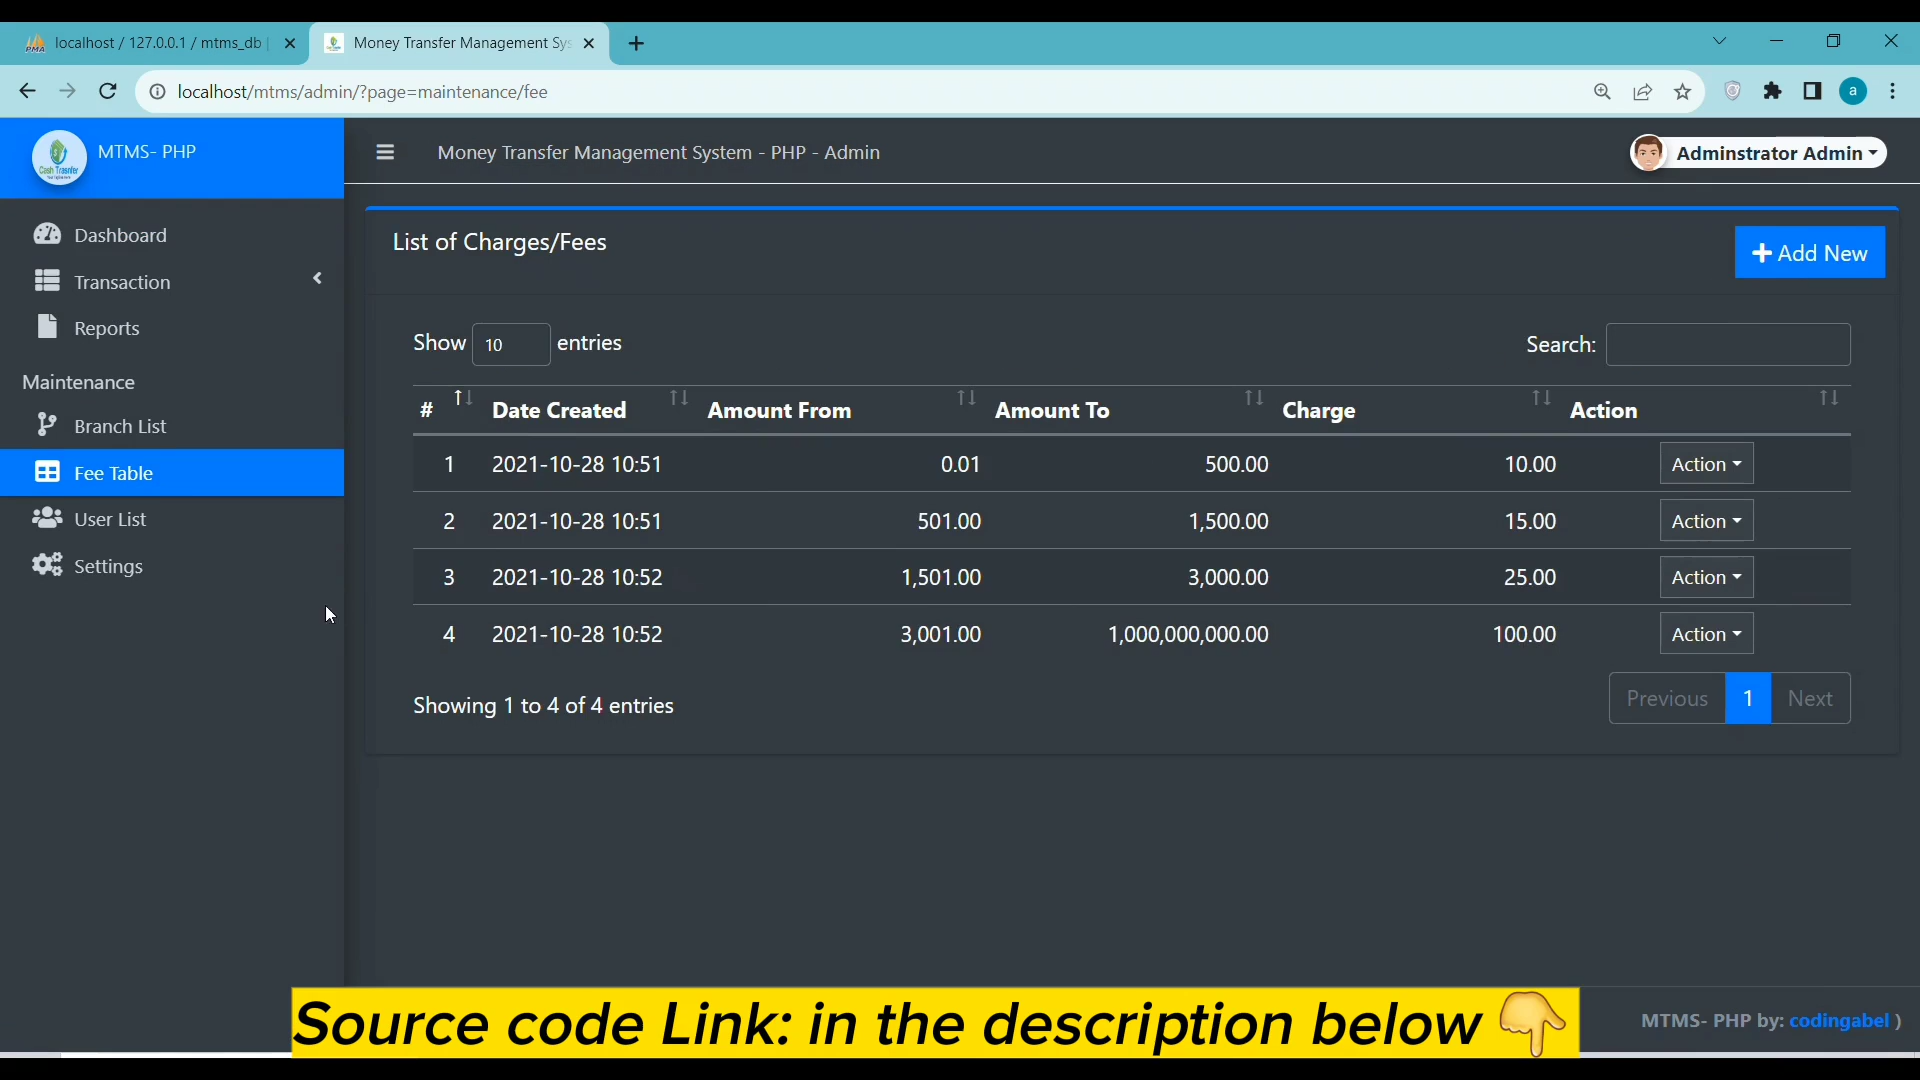 localhost / 127.0.0.1 / mtms_db
Money Transfer Management Sys
localhost/mtms/admin/?page=maintenance/fee
a
MTMS- PHP
Money Transfer Management System - PHP - Admin
Adminstrator Admin
Dashboard
Transaction
Reports
Maintenance
Branch List
Fee Table
User List
Settings
List of Charges/Fees
+ Add New
Show 10 entries
Search:
# Date Created Amount From Amount To Charge Action
1 2021-10-28 10:51 0.01 500.00 10.00 Action
2 2021-10-28 10:51 501.00 1,500.00 15.00 Action
3 2021-10-28 10:52 1,501.00 3,000.00 25.00 Action
4 2021-10-28 10:52 3,001.00 1,000,000,000.00 100.00 Action
Showing 1 to 4 of 4 entries
Previous 1 Next
Source code Link: in the description below
MTMS- PHP by: codingabel )